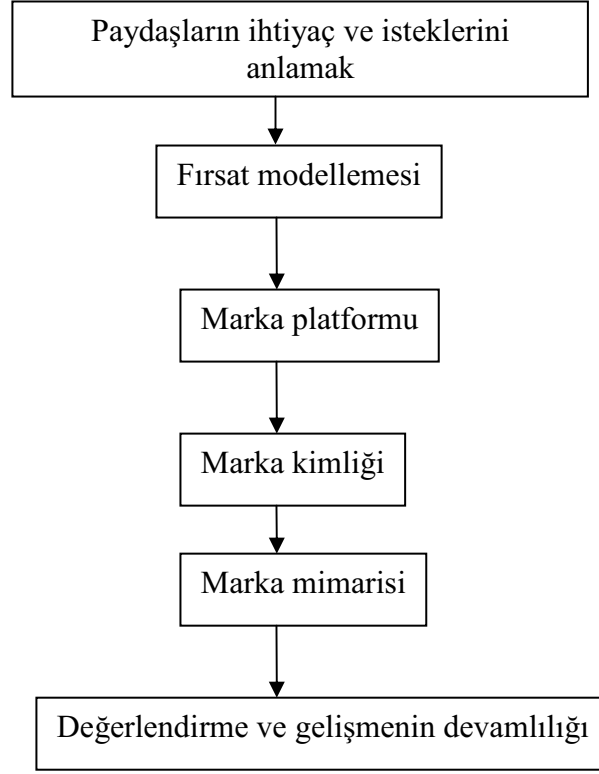 Paydaşların ihtiyaç ve isteklerini
anlamak
Fırsat modellemesi
Marka platformu
Marka kimliği
Marka mimarisi
Değerlendirme ve gelişmenin devamlılığı